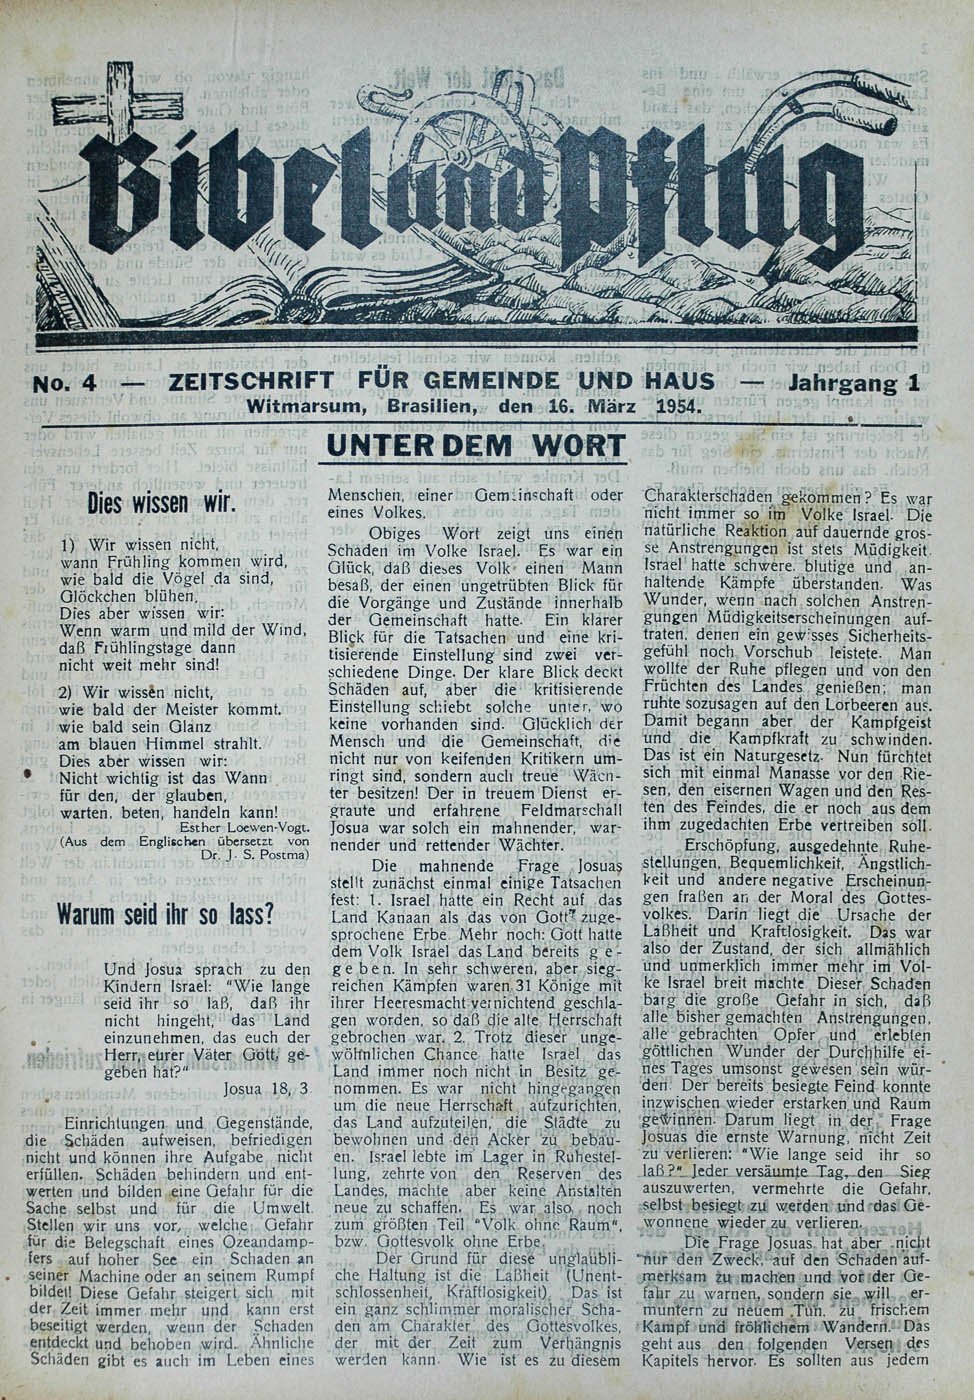 Bibel und Pflug
No. 4 — ZEITSCHRIFT FÜR GEMEINDE UND HAUS — Jahrgang 1
Witmarsum, Brasilien, den 16. März 1954.
UNTER DEM WORT
Dies wissen wir.
1) Wir wissen nicht,
wann Frühling kommen wird,
wie bald die Vögel da sind,
Glöckchen blühen,
Dies aber wissen wir:
Wenn warm und mild der Wind,
daß Frühlingstage dann
nicht weit mehr sind!
2) Wir wissen nicht,
wie bald der Meister kommt,
wie bald sein Glanz
am blauen Himmel strahlt.
Dies aber wissen wir:
Nicht wichtig ist das Wann
für den, der glauben,
warten, beten, handeln kann!
Esther Loewen-Vogt.
(Aus dem Englischen übersetzt von
Dr. J. S. Postma)
Warum seid ihr so lass?
Und Josua sprach zu den
Kindern Israel: "Wie lange
seid ihr so laß, daß ihr
nicht hingeht, das Land
einzunehmen, das euch der
Herr, eurer Väter Gott, ge-
geben hat?"
Josua 18, 3
Einrichtungen und Gegenstände,
die Schäden aufweisen, befriedigen
nicht und können ihre Aufgabe nicht
erfüllen. Schäden behindern und ent-
werten und bilden eine Gefahr für die
Sache selbst und für die Umwelt.
Stellen wir uns vor, welche Gefahr
für die Belegschaft eines Ozeandamp-
fers auf hoher See ein Schaden an
seiner Machine oder an seinem Rumpf
bildet! Diese Gefahr steigert sich mit
der Zeit immer mehr und kann erst
beseitigt werden, wenn der Schaden
entdeckt und behoben wird. Ähnliche
Schäden gibt es auch im Leben eines
Menschen, einer Gemeinschaft oder
eines Volkes.
Obiges Wort zeigt uns einen
Schaden im Volke Israel. Es war ein
Glück, daß dieses Volk einen Mann
besaß, der einen ungetrübten Blick für
die Vorgänge und Zustände innerhalb
der Gemeinschaft hatte. Ein klarer
Blick für die Tatsachen und eine kri-
tisierende Einstellung sind zwei ver-
schiedene Dinge. Der klare Blick deckt
Schäden auf, aber die kritisierende
Einstellung schiebt solche unter, wo
keine vorhanden sind. Glücklich der
Mensch und die Gemeinschaft, die
nicht nur von keifenden Kritikern um-
ringt sind, sondern auch treue Wäch-
ter besitzen! Der in treuem Dienst er-
graute und erfahrene Feldmarschall
Josua war solch ein mahnender, war-
nender und rettender Wächter.
Die mahnende Frage Josuas
stellt zunächst einmal einige Tatsachen
fest: 1. Israel hatte ein Recht auf das
Land Kanaan als das von Gott zuge-
sprochene Erbe. Mehr noch: Gott hatte
dem Volk Israel das Land bereits ge-
geben. In sehr schweren, aber sieg-
reichen Kämpfen waren 31 Könige mit
ihrer Heeresmacht vernichtend geschla-
gen worden, so daß die alte Herrschaft
gebrochen war. 2. Trotz dieser unge-
wöhnlichen Chance hatte Israel das
Land immer noch nicht in Besitz ge-
nommen. Es war nicht hingegangen
um die neue Herrschaft aufzurichten,
das Land aufzuteilen, die Städte zu
bewohnen und den Acker zu bebau-
en. Israel lebte im Lager in Ruhestel-
lung, zehrte von den Reserven des
Landes, machte aber keine Anstalten
neue zu schaffen. Es war also noch
zum größten Teil "Volk ohne Raum",
bzw. Gottesvolk ohne Erbe.
Der Grund für diese unglaubli-
che Haltung ist die Laßheit (Unent-
schlossenheit, Kraftlosigkeit). Das ist
ein ganz schlimmer moralischer Scha-
den am Charakter des Gottesvolkes,
der mit der Zeit zum Verhängnis
werden kann. Wie ist es zu diesem
Charakterschaden gekommen? Es war
nicht immer so im Volke Israel. Die
natürliche Reaktion auf dauernde gros-
se Anstrengungen ist stets Müdigkeit.
Israel hatte schwere, blutige und an-
haltende Kämpfe überstanden. Was
Wunder, wenn nach solchen Anstren-
gungen Müdigkeitserscheinungen auf-
traten, denen ein gewisses Sicherheits-
gefühl noch Vorschub leistete. Man
wollte der Ruhe pflegen und von den
Früchten des Landes genießen; man
ruhte sozusagen auf den Lorbeeren aus.
Damit begann aber der Kampfgeist
und die Kampfkraft zu schwinden.
Das ist ein Naturgesetz. Nun fürchtet
sich mit einmal Manasse vor den Rie-
sen, den eisernen Wagen und den Res-
ten des Feindes, die er noch aus dem
ihm zugedachten Erbe vertreiben soll.
Erschöpfung, ausgedehnte Ruhe-
stellungen, Bequemlichkeit, Ängstlich-
keit und andere negative Erscheinun-
gen fraßen an der Moral des Gottes-
volkes. Darin liegt die Ursache der
Laßheit und Kraftlosigkeit. Das war
also der Zustand, der sich allmählich
und unmerklich immer mehr im Vol-
ke Israel breit machte Dieser Schaden
barg die große Gefahr in sich, daß
alle bisher gemachten Anstrengungen,
alle gebrachten Opfer und erlebten
göttlichen Wunder der Durchhilfe ei-
nes Tages umsonst gewesen sein wür-
den. Der bereits besiegte Feind konnte
inzwischen wieder erstarken und Raum
gewinnen. Darum liegt in der Frage
Josuas die ernste Warnung, nicht Zeit
zu verlieren: "Wie lange seid ihr so
laß?" Jeder versäumte Tag, den Sieg
auszuwerten, vermehrte die Gefahr,
selbst besiegt zu werden und das Ge-
wonnene wieder zu verlieren.
Die Frage Josuas hat aber nicht
nur den Zweck, auf den Schaden auf-
merksam zu machen und vor der Ge-
fahr zu warnen, sondern sie will er-
muntern zu neuem Tun, zu frischem
Kampf und fröhlichem Wandern. Das
geht aus den folgenden Versen des
Kapitels hervor. Es sollten aus jedem